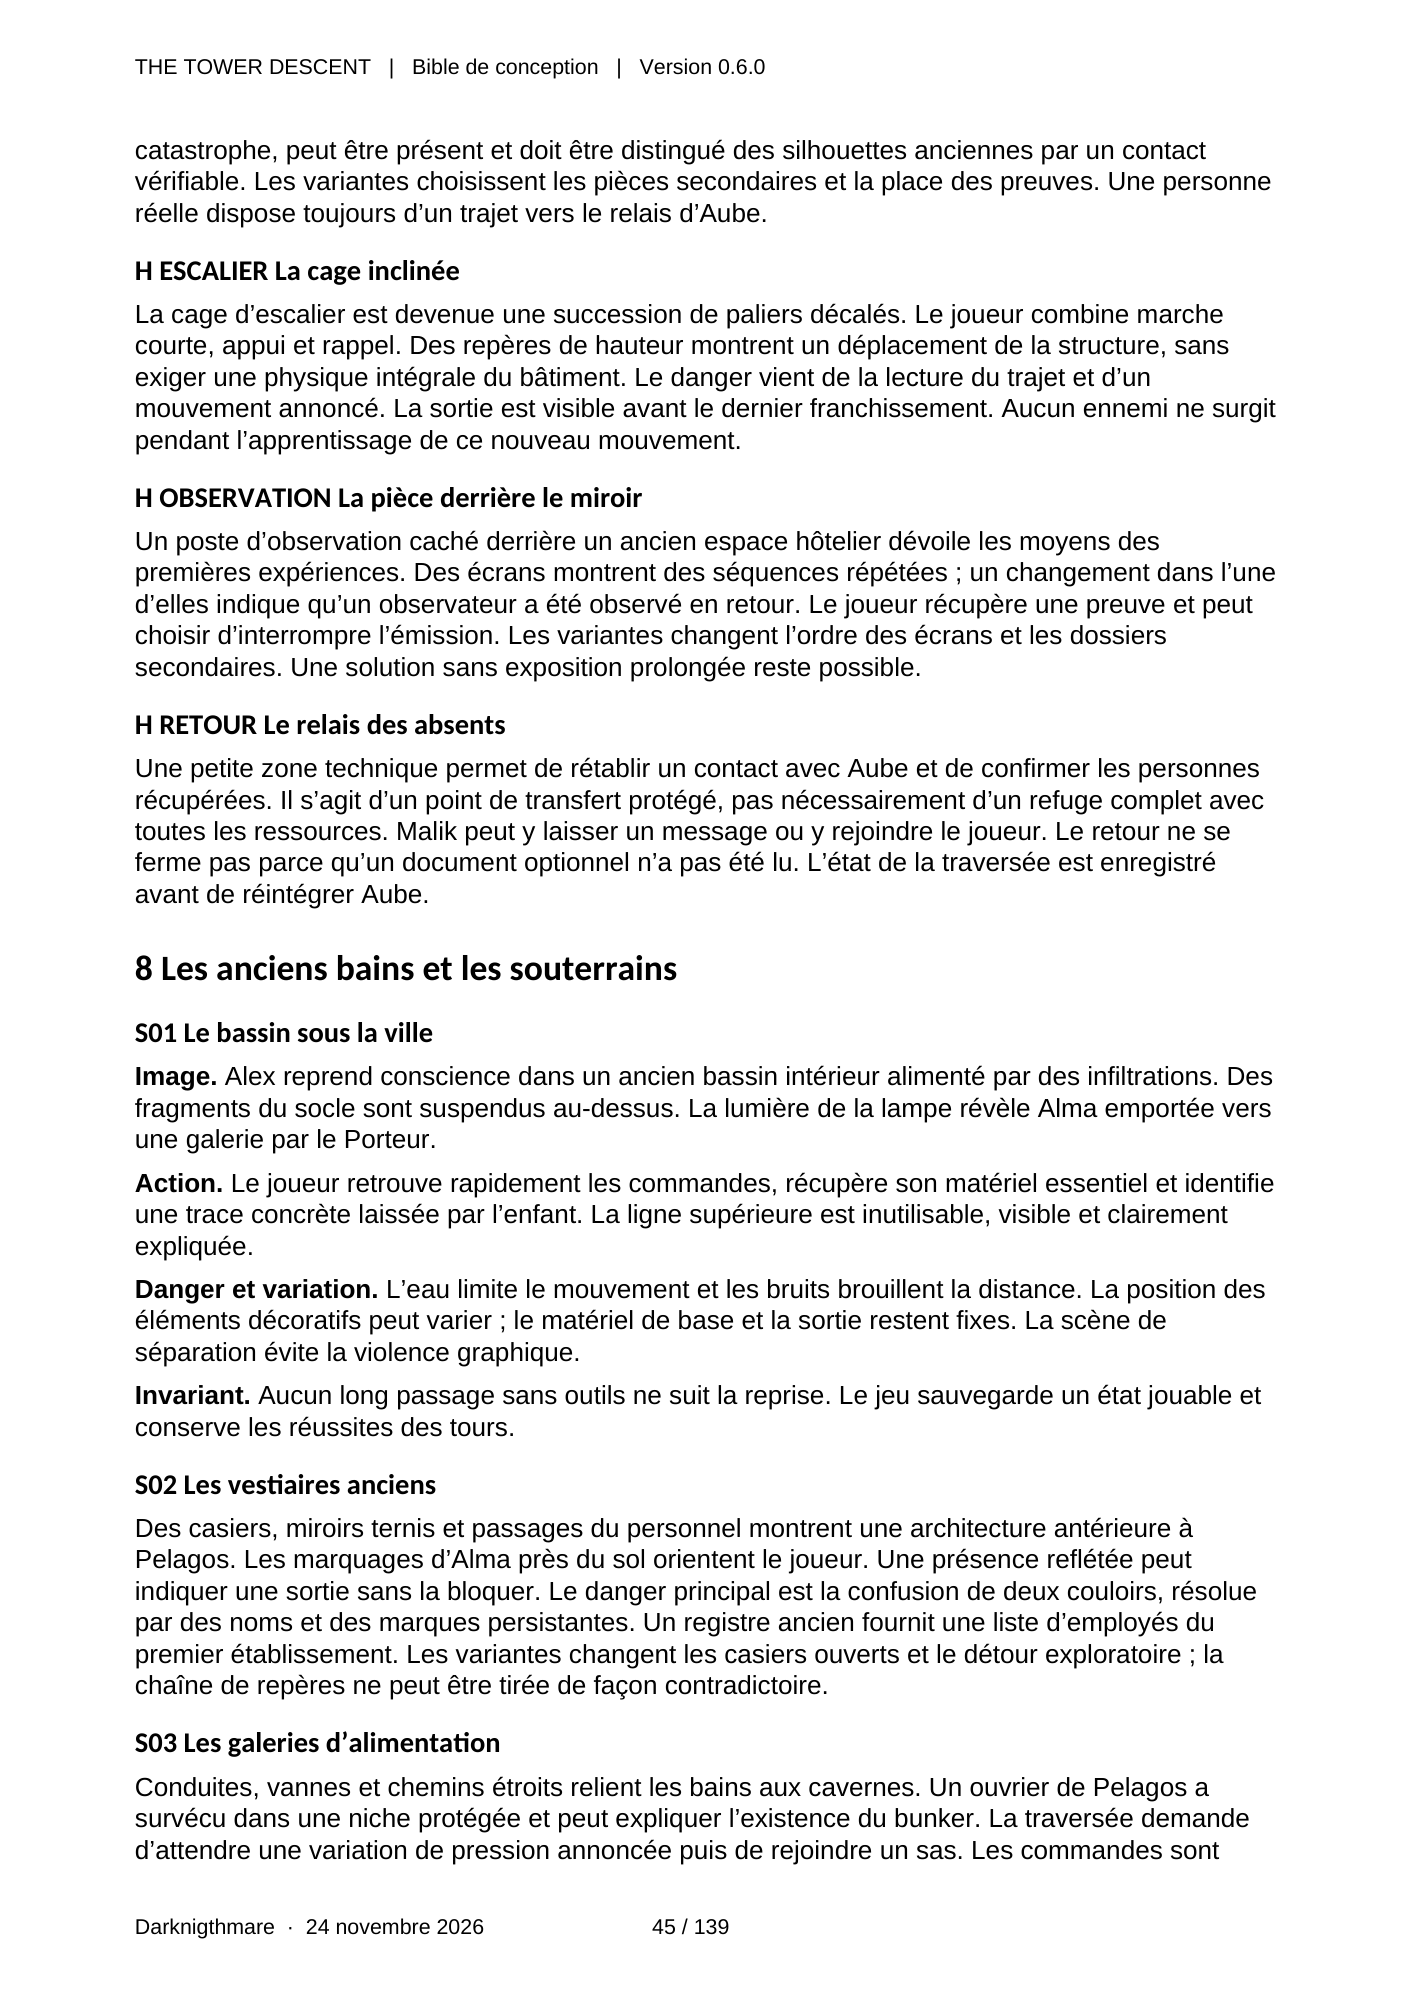 THE TOWER DESCENT | Bible de conception | Version 0.6.0
catastrophe, peut être présent et doit être distingué des silhouettes anciennes par un contact
vérifiable. Les variantes choisissent les pièces secondaires et la place des preuves. Une personne
réelle dispose toujours d’un trajet vers le relais d’Aube.
H ESCALIER La cage inclinée
La cage d’escalier est devenue une succession de paliers décalés. Le joueur combine marche
courte, appui et rappel. Des repères de hauteur montrent un déplacement de la structure, sans
exiger une physique intégrale du bâtiment. Le danger vient de la lecture du trajet et d’un
mouvement annoncé. La sortie est visible avant le dernier franchissement. Aucun ennemi ne surgit
pendant l’apprentissage de ce nouveau mouvement.
H OBSERVATION La pièce derrière le miroir
Un poste d’observation caché derrière un ancien espace hôtelier dévoile les moyens des
premières expériences. Des écrans montrent des séquences répétées ; un changement dans l’une
d’elles indique qu’un observateur a été observé en retour. Le joueur récupère une preuve et peut
choisir d’interrompre l’émission. Les variantes changent l’ordre des écrans et les dossiers
secondaires. Une solution sans exposition prolongée reste possible.
H RETOUR Le relais des absents
Une petite zone technique permet de rétablir un contact avec Aube et de confirmer les personnes
récupérées. Il s’agit d’un point de transfert protégé, pas nécessairement d’un refuge complet avec
toutes les ressources. Malik peut y laisser un message ou y rejoindre le joueur. Le retour ne se
ferme pas parce qu’un document optionnel n’a pas été lu. L’état de la traversée est enregistré
avant de réintégrer Aube.
8 Les anciens bains et les souterrains
S01 Le bassin sous la ville
Image. Alex reprend conscience dans un ancien bassin intérieur alimenté par des infiltrations. Des
fragments du socle sont suspendus au-dessus. La lumière de la lampe révèle Alma emportée vers
une galerie par le Porteur.
Action. Le joueur retrouve rapidement les commandes, récupère son matériel essentiel et identifie
une trace concrète laissée par l’enfant. La ligne supérieure est inutilisable, visible et clairement
expliquée.
Danger et variation. L’eau limite le mouvement et les bruits brouillent la distance. La position des
éléments décoratifs peut varier ; le matériel de base et la sortie restent fixes. La scène de
séparation évite la violence graphique.
Invariant. Aucun long passage sans outils ne suit la reprise. Le jeu sauvegarde un état jouable et
conserve les réussites des tours.
S02 Les vestiaires anciens
Des casiers, miroirs ternis et passages du personnel montrent une architecture antérieure à
Pelagos. Les marquages d’Alma près du sol orientent le joueur. Une présence reflétée peut
indiquer une sortie sans la bloquer. Le danger principal est la confusion de deux couloirs, résolue
par des noms et des marques persistantes. Un registre ancien fournit une liste d’employés du
premier établissement. Les variantes changent les casiers ouverts et le détour exploratoire ; la
chaîne de repères ne peut être tirée de façon contradictoire.
S03 Les galeries d’alimentation
Conduites, vannes et chemins étroits relient les bains aux cavernes. Un ouvrier de Pelagos a
survécu dans une niche protégée et peut expliquer l’existence du bunker. La traversée demande
d’attendre une variation de pression annoncée puis de rejoindre un sas. Les commandes sont
Darknigthmare · 24 novembre 2026 45 / 139